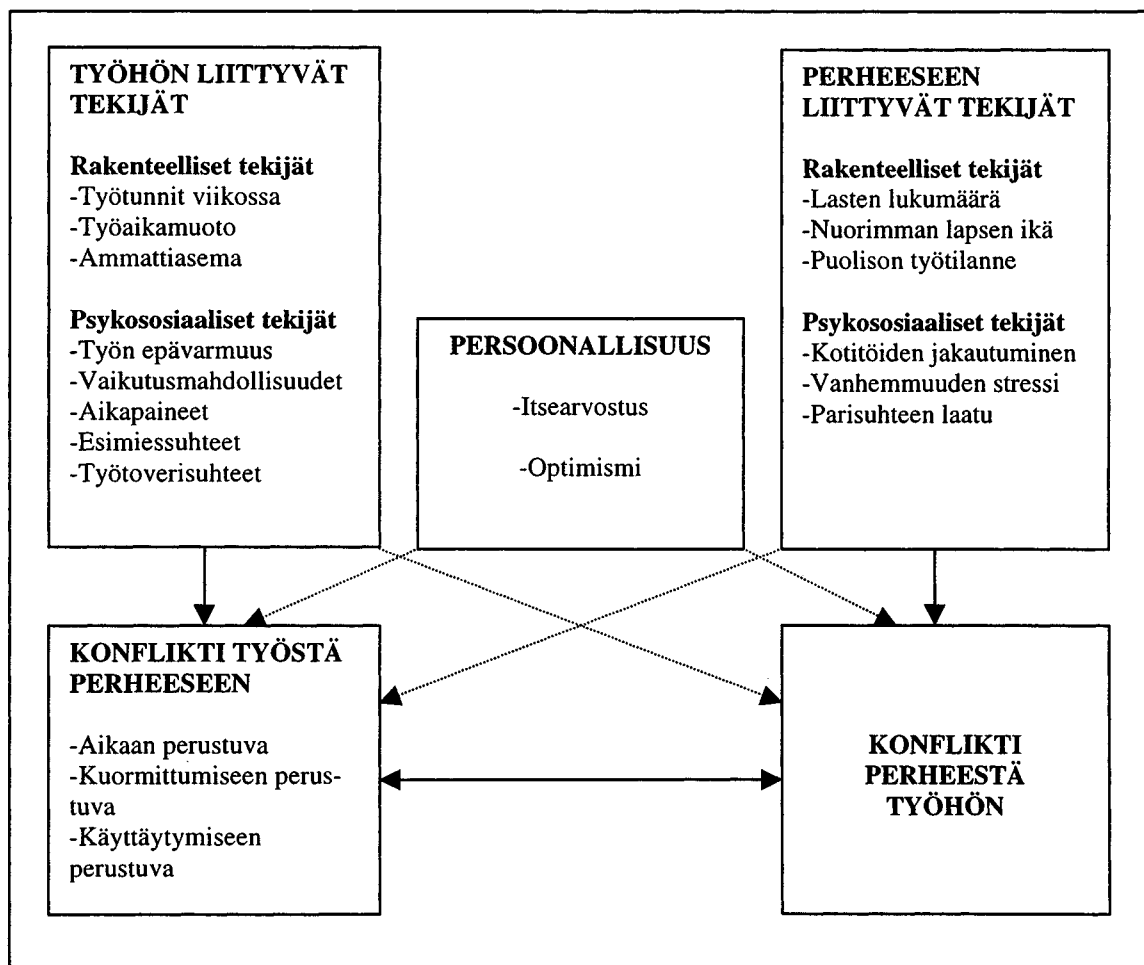 TYÖHÖN LIITTYVÄT
TEKIJÄT
Rakenteelliset tekijät
-Työtunnit viikossa
-Työaikamuoto
-Ammattiasema
Psykososiaaliset tekijät
-Työn epävarmuus
-Vaikutusmahdollisuudet
-Aikapaineet
-Esimiessuhteet
-Työtoverisuhteet
PERSOONALLISUUS
-Itsearvostus
-Optimismi
PERHEESEEN
LIITTYVÄT TEKIJÄT
Rakenteelliset tekijät
-Lasten lukumäärä
-Nuorimman lapsen ikä
-Puolison työtilanne
Psykososiaaliset tekijät
-Kotitöiden jakautuminen
-Vanhemmuuden stressi
-Parisuhteen laatu
KONFLIKTI TYÖSTÄ
PERHEESEEN
-Aikaan perustuva
-Kuormittumiseen perus-
tuva
-Käyttäytymiseen
perustuva
KONFLIKTI
PERHEESTÄ
TYÖHÖN